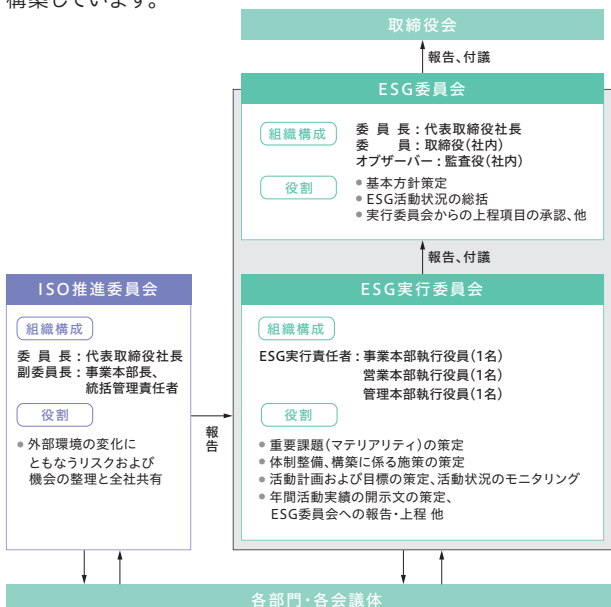 構築しています。
取締役会
報告、付議
ESG委員会
組織構成
委 員 長：代表取締役社長
委　　員：取締役（社内）
オブザーバー：監査役（社内）
役割
● 基本方針策定
● ESG活動状況の総括
● 実行委員会からの上程項目の承認、他
報告、付議
ISO推進委員会
組織構成
委 員 長：代表取締役社長
副委員長：事業本部長、
統括管理責任者
役割
● 外部環境の変化に
ともなうリスクおよび
機会の整理と全社共有
報告
ESG実行委員会
組織構成
ESG実行責任者：事業本部執行役員（1名）
営業本部執行役員（1名）
管理本部執行役員（1名）
役割
● 重要課題（マテリアリティ）の策定
● 体制整備、構築に係る施策の策定
● 活動計画および目標の策定、活動状況のモニタリング
● 年間活動実績の開示文の策定、
ESG委員会への報告・上程 他
各部門・各会議体